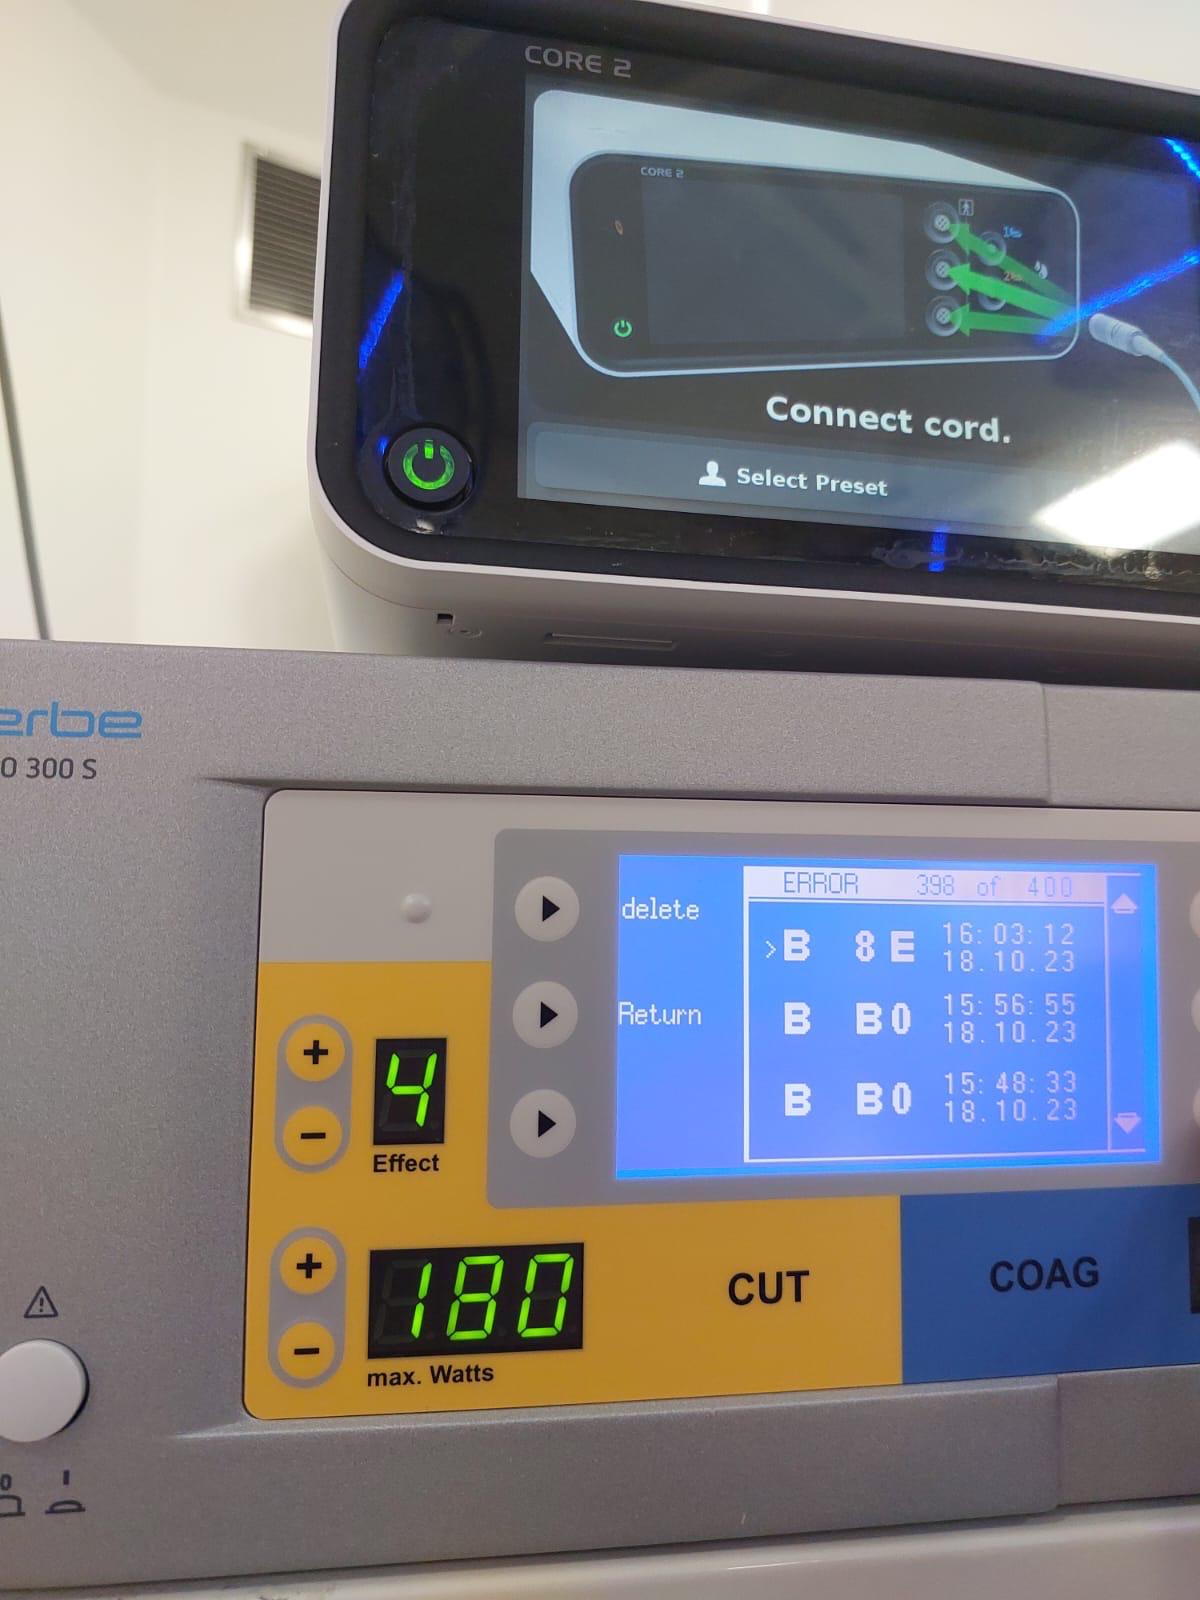 CORE 2
CORE 2
Connect cord.
Select Preset
erbe
0 300 S
ERROR 398 of 400
delete
>B 8E 16:03:12
18.10.23
Return
B B0 15:56:55
18.10.23
B B0 15:48:33
18.10.23
+
4
-
Effect
+
180
-
max. Watts
CUT
COAG
0 I